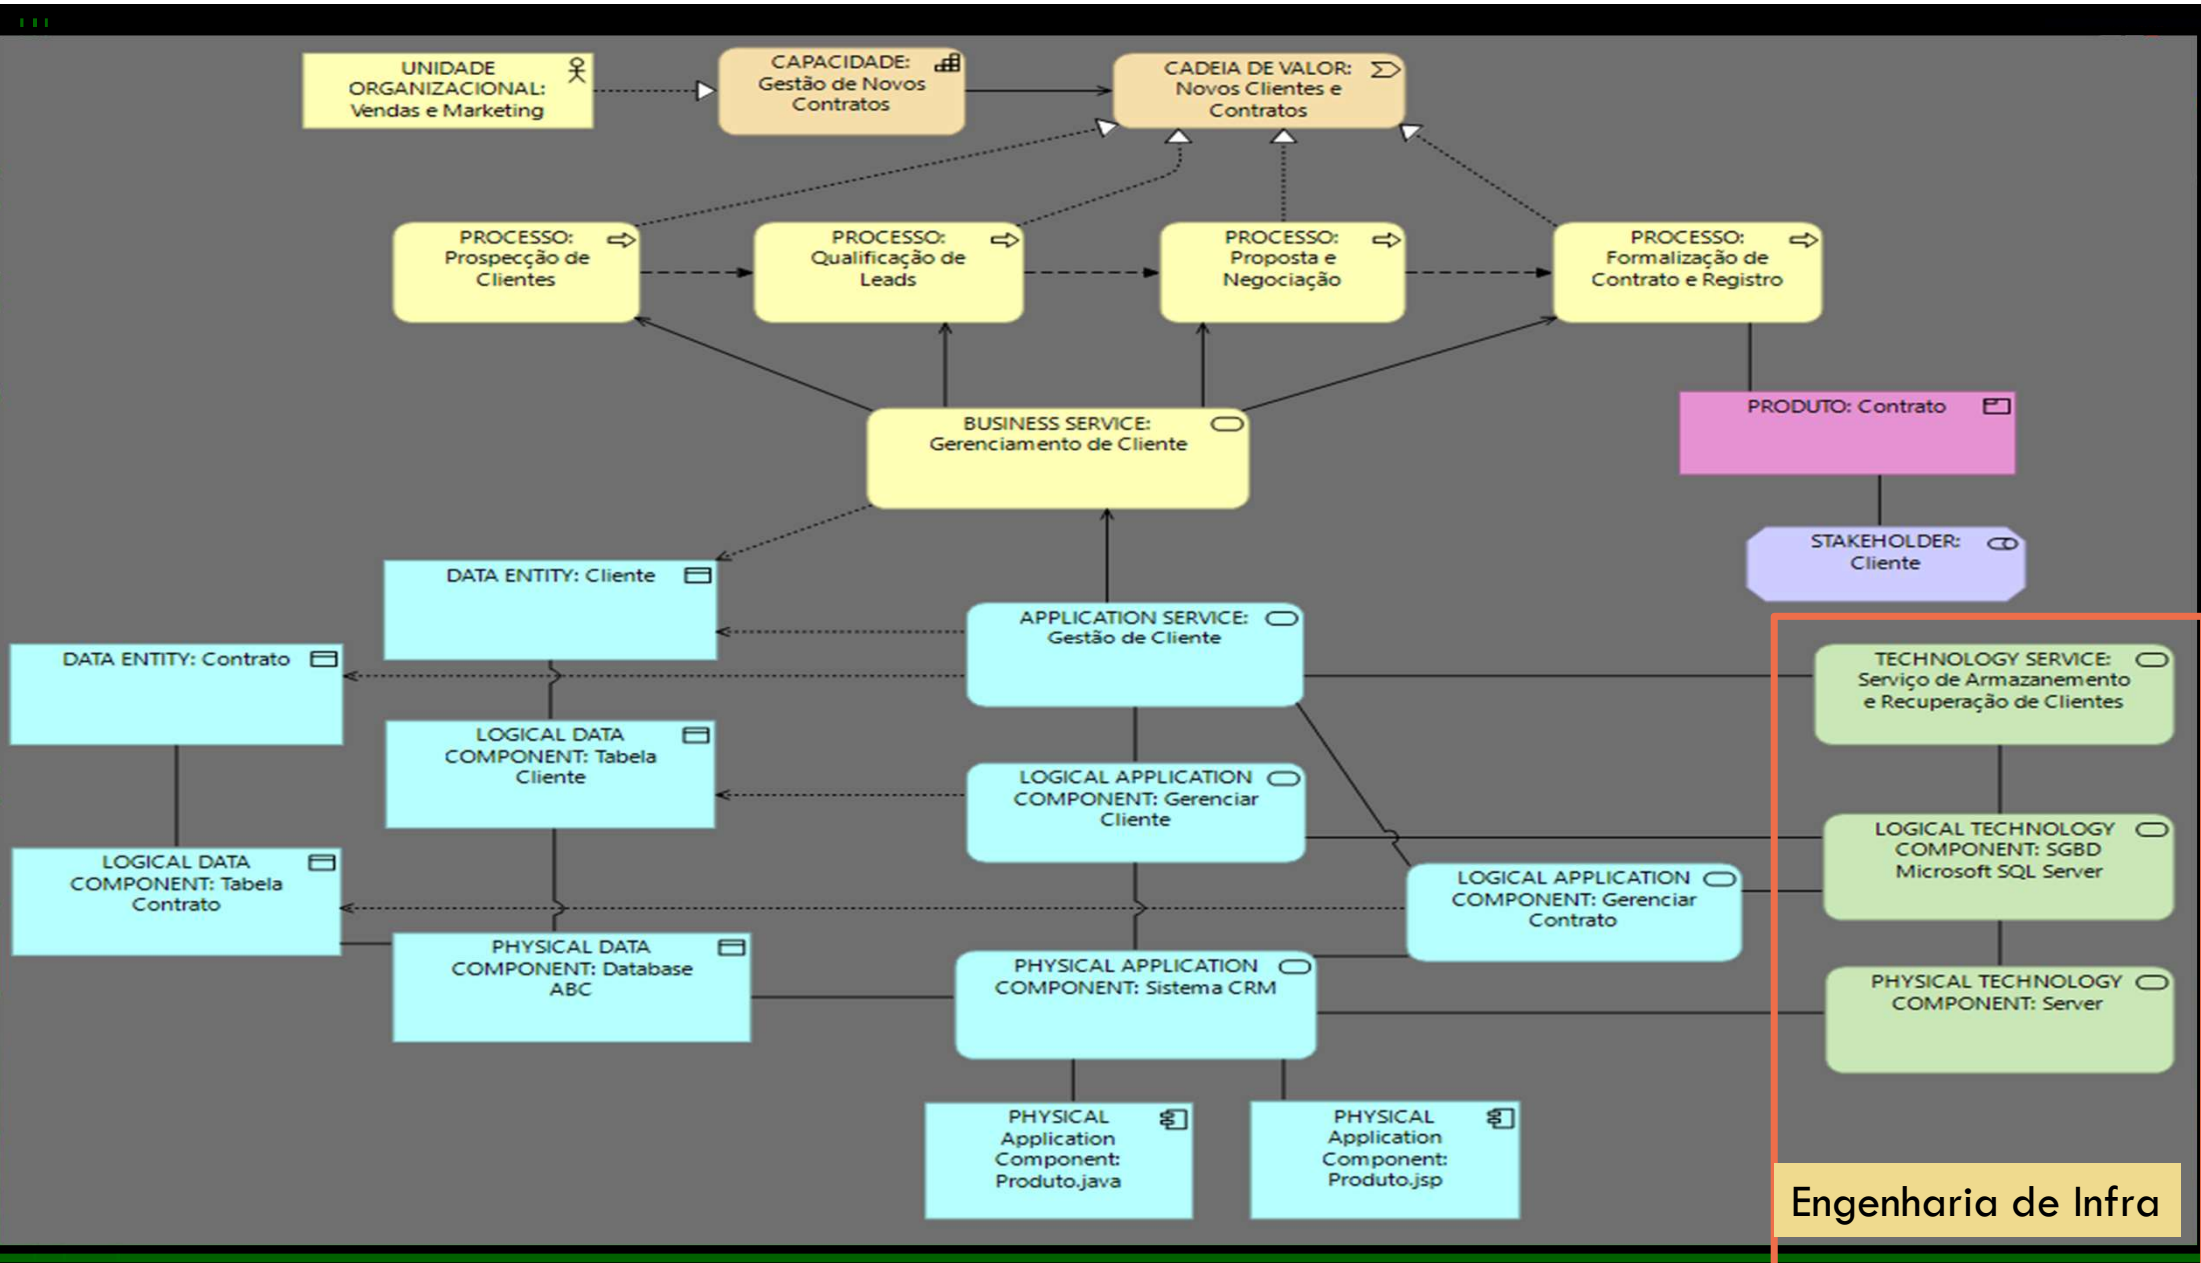 UNIDADE
ORGANIZACIONAL:
Vendas e Marketing
CAPACIDADE:
Gestão de Novos
Contratos
CADEIA DE VALOR:
Novos Clientes e
Contratos
PROCESSO:
Prospecção de
Clientes
PROCESSO:
Qualificação de
Leads
PROCESSO:
Proposta e
Negociação
PROCESSO:
Formalização de
Contrato e Registro
BUSINESS SERVICE:
Gerenciamento de Cliente
PRODUTO: Contrato
STAKEHOLDER:
Cliente
DATA ENTITY: Cliente
APPLICATION SERVICE:
Gestão de Cliente
DATA ENTITY: Contrato
TECHNOLOGY SERVICE:
Serviço de Armazanemento
e Recuperação de Clientes
LOGICAL DATA
COMPONENT: Tabela
Cliente
LOGICAL APPLICATION
COMPONENT: Gerenciar
Cliente
LOGICAL TECHNOLOGY
COMPONENT: SGBD
Microsoft SQL Server
LOGICAL DATA
COMPONENT: Tabela
Contrato
LOGICAL APPLICATION
COMPONENT: Gerenciar
Contrato
PHYSICAL DATA
COMPONENT: Database
ABC
PHYSICAL APPLICATION
COMPONENT: Sistema CRM
PHYSICAL TECHNOLOGY
COMPONENT: Server
PHYSICAL
Application
Component:
Produto.java
PHYSICAL
Application
Component:
Produto.jsp
Engenharia de Infra